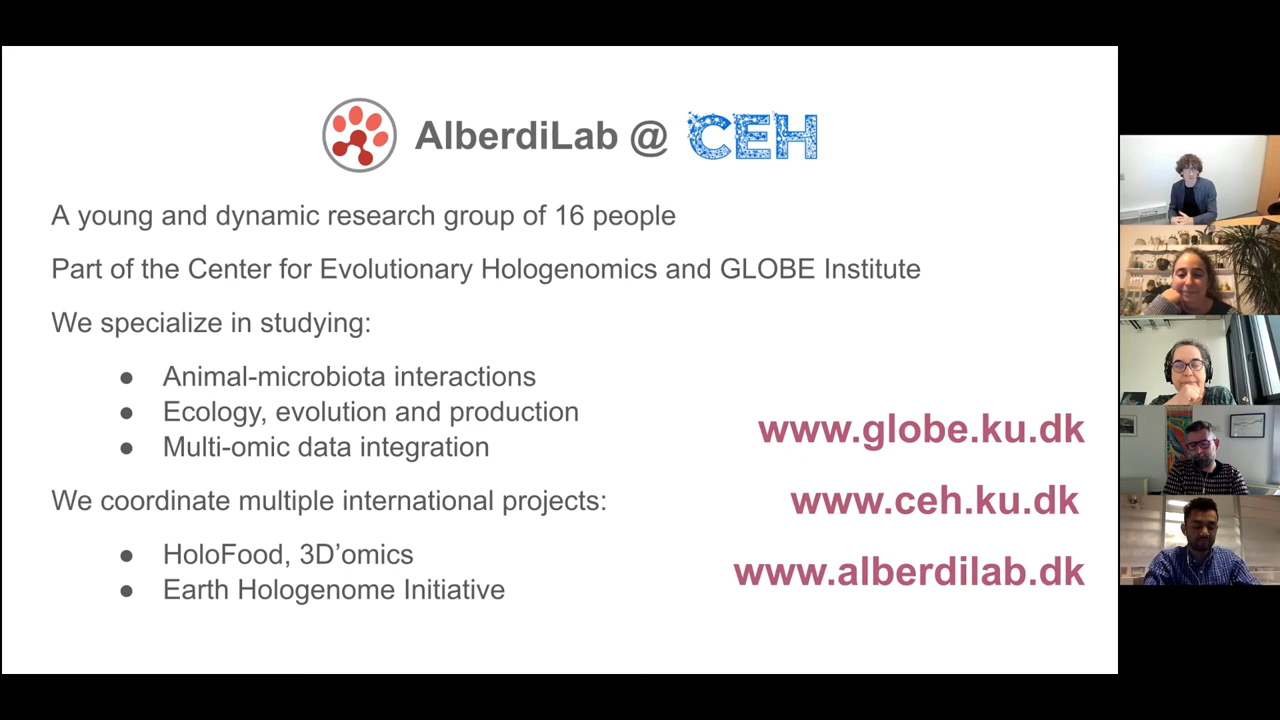 AlberdiLab @ CEH
A young and dynamic research group of 16 people
Part of the Center for Evolutionary Hologenomics and GLOBE Institute
We specialize in studying:
● Animal-microbiota interactions
● Ecology, evolution and production
● Multi-omic data integration
We coordinate multiple international projects:
● HoloFood, 3D’omics
● Earth Hologenome Initiative
www.globe.ku.dk
www.ceh.ku.dk
www.alberdilab.dk